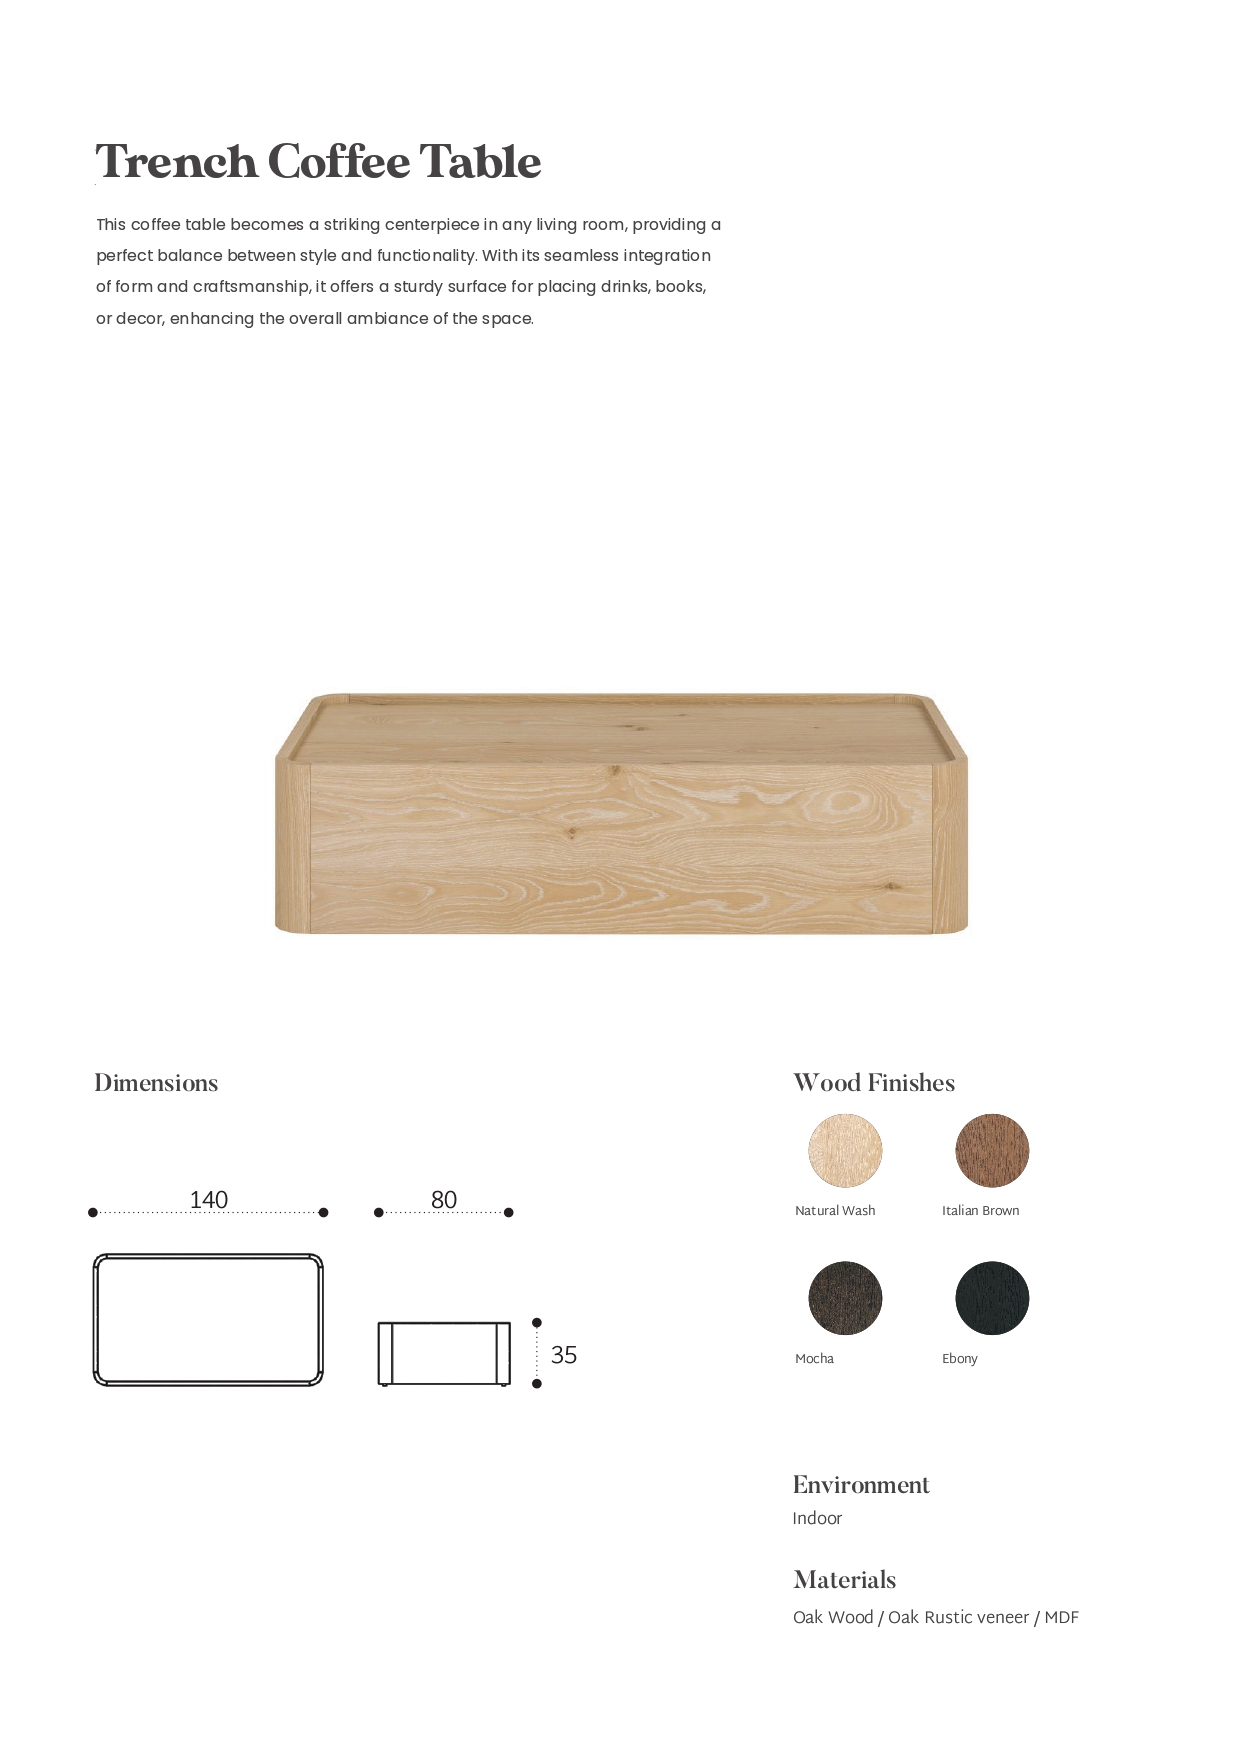 Trench Coffee Table
This coffee table becomes a striking centerpiece in any living room, providing a
perfect balance between style and functionality. With its seamless integration
of form and craftsmanship, it offers a sturdy surface for placing drinks, books,
or decor, enhancing the overall ambiance of the space.
Dimensions
140
80
35
Wood Finishes
Natural Wash
Italian Brown
Mocha
Ebony
Environment
Indoor
Materials
Oak Wood / Oak Rustic veneer / MDF